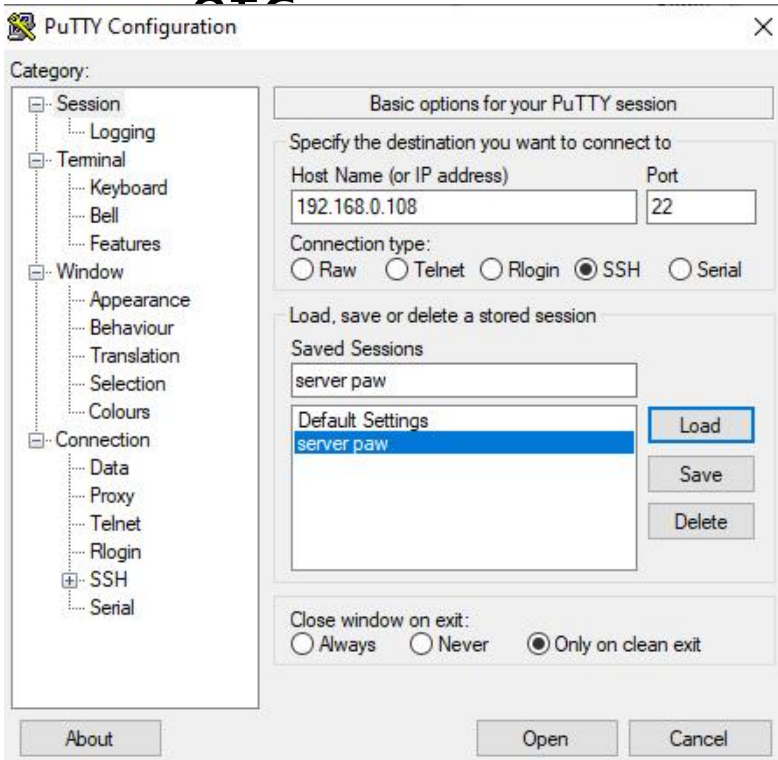 PuTTY Configuration
Category:
Session
Logging
Terminal
Keyboard
Bell
Features
Window
Appearance
Behaviour
Translation
Selection
Colours
Connection
Data
Proxy
Telnet
Rlogin
SSH
Serial
Basic options for your PuTTY session
Specify the destination you want to connect to
Host Name (or IP address) Port
192.168.0.108 22
Connection type:
Raw Telnet Rlogin SSH Serial
Load, save or delete a stored session
Saved Sessions
server paw
Default Settings
server paw
Load
Save
Delete
Close window on exit:
Always Never Only on clean exit
About Open Cancel